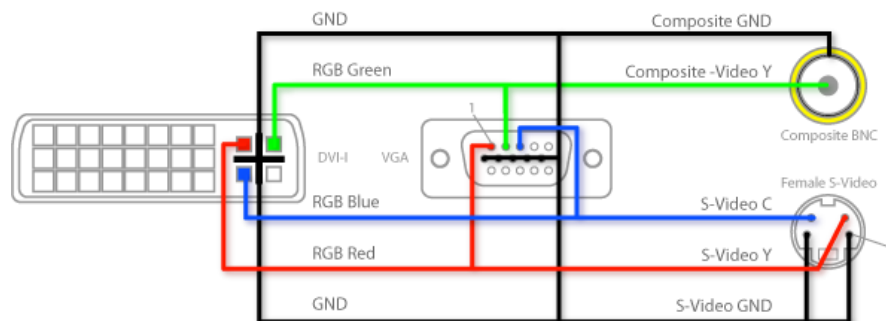 GND
Composite GND
RGB Green
Composite -Video Y
1
Composite BNC
DVI-I
VGA
Female S-Video
RGB Blue
S-Video C
RGB Red
S-Video Y
GND
S-Video GND